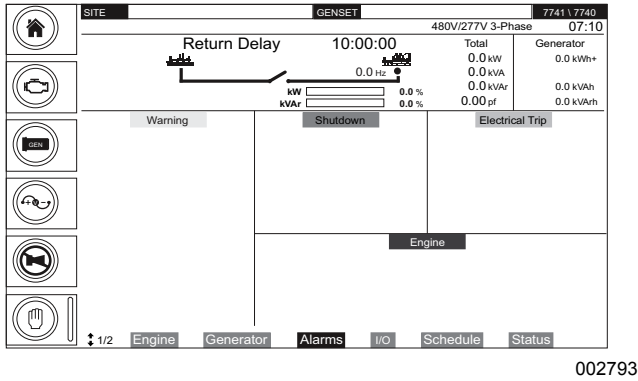 SITE GENSET 7741 \ 7740
480V/277V 3-Phase 07:10
Return Delay 10:00:00
Total Generator
0.0 kW 0.0 kWh+
0.0 Hz
0.0 kVA
0.0 kVAr 0.0 kVAh
0.00 pf 0.0 kVArh
kW 0.0 %
kVAr 0.0 %
Warning Shutdown Electrical Trip
GEN
Engine
1/2 Engine Generator Alarms I/O Schedule Status
002793